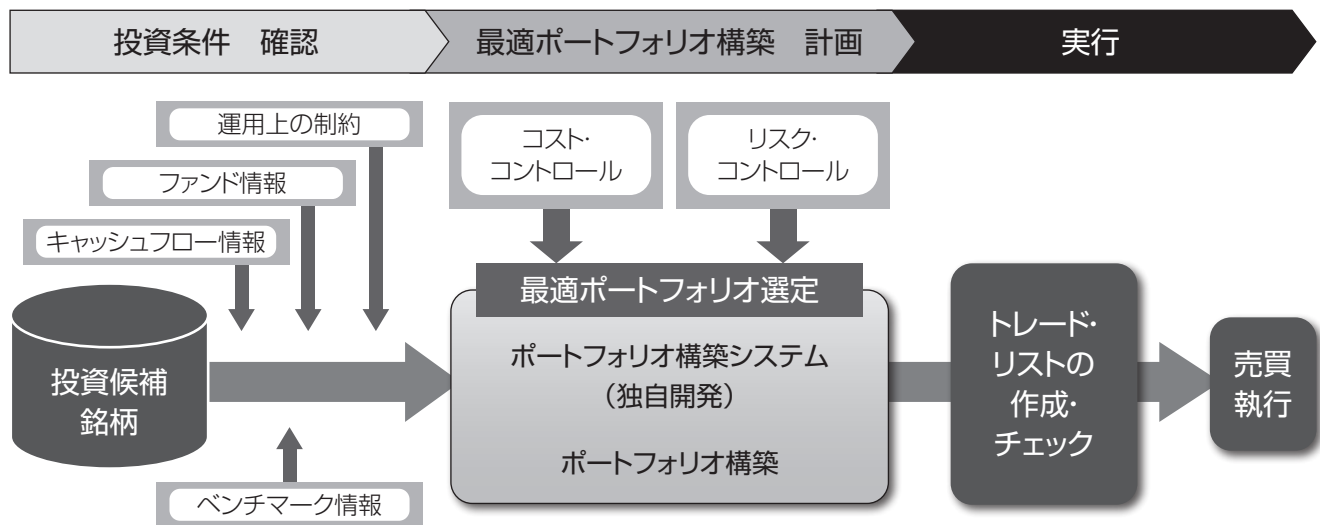 投資条件　確認
最適ポートフォリオ構築　計画
実行
運用上の制約
ファンド情報
キャッシュフロー情報
投資候補
銘柄
ベンチマーク情報
コスト・
コントロール
リスク・
コントロール
最適ポートフォリオ選定
ポートフォリオ構築システム
（独自開発）
ポートフォリオ構築
トレード・
リストの
作成・
チェック
売買
執行